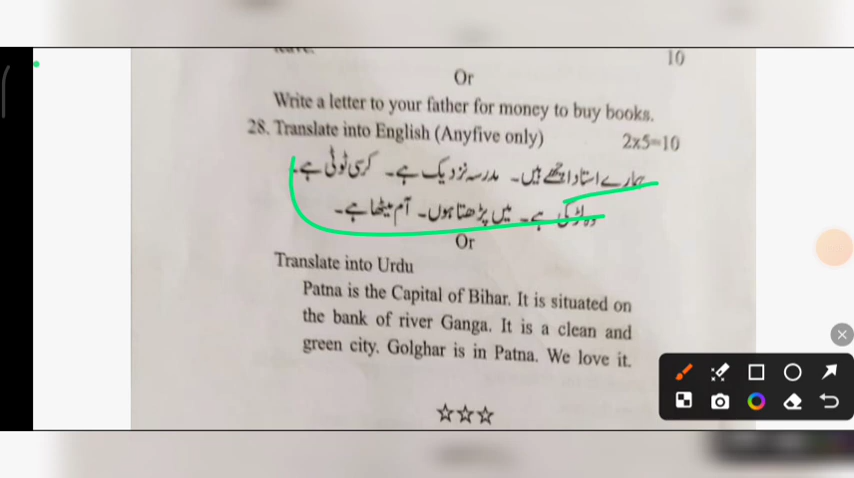 10
Or
Write a letter to your father for money to buy books.
28. Translate into English (Anyfive only) 2x5=10
ہمارے استاد اچھے ہیں۔ مدرسہ نزدیک ہے۔ کرسی ٹوٹی ہے۔
وہ لڑکی ہے۔ میں پڑھتا ہوں۔ آم میٹھا ہے۔
Or
Translate into Urdu
Patna is the Capital of Bihar. It is situated on
the bank of river Ganga. It is a clean and
green city. Golghar is in Patna. We love it.